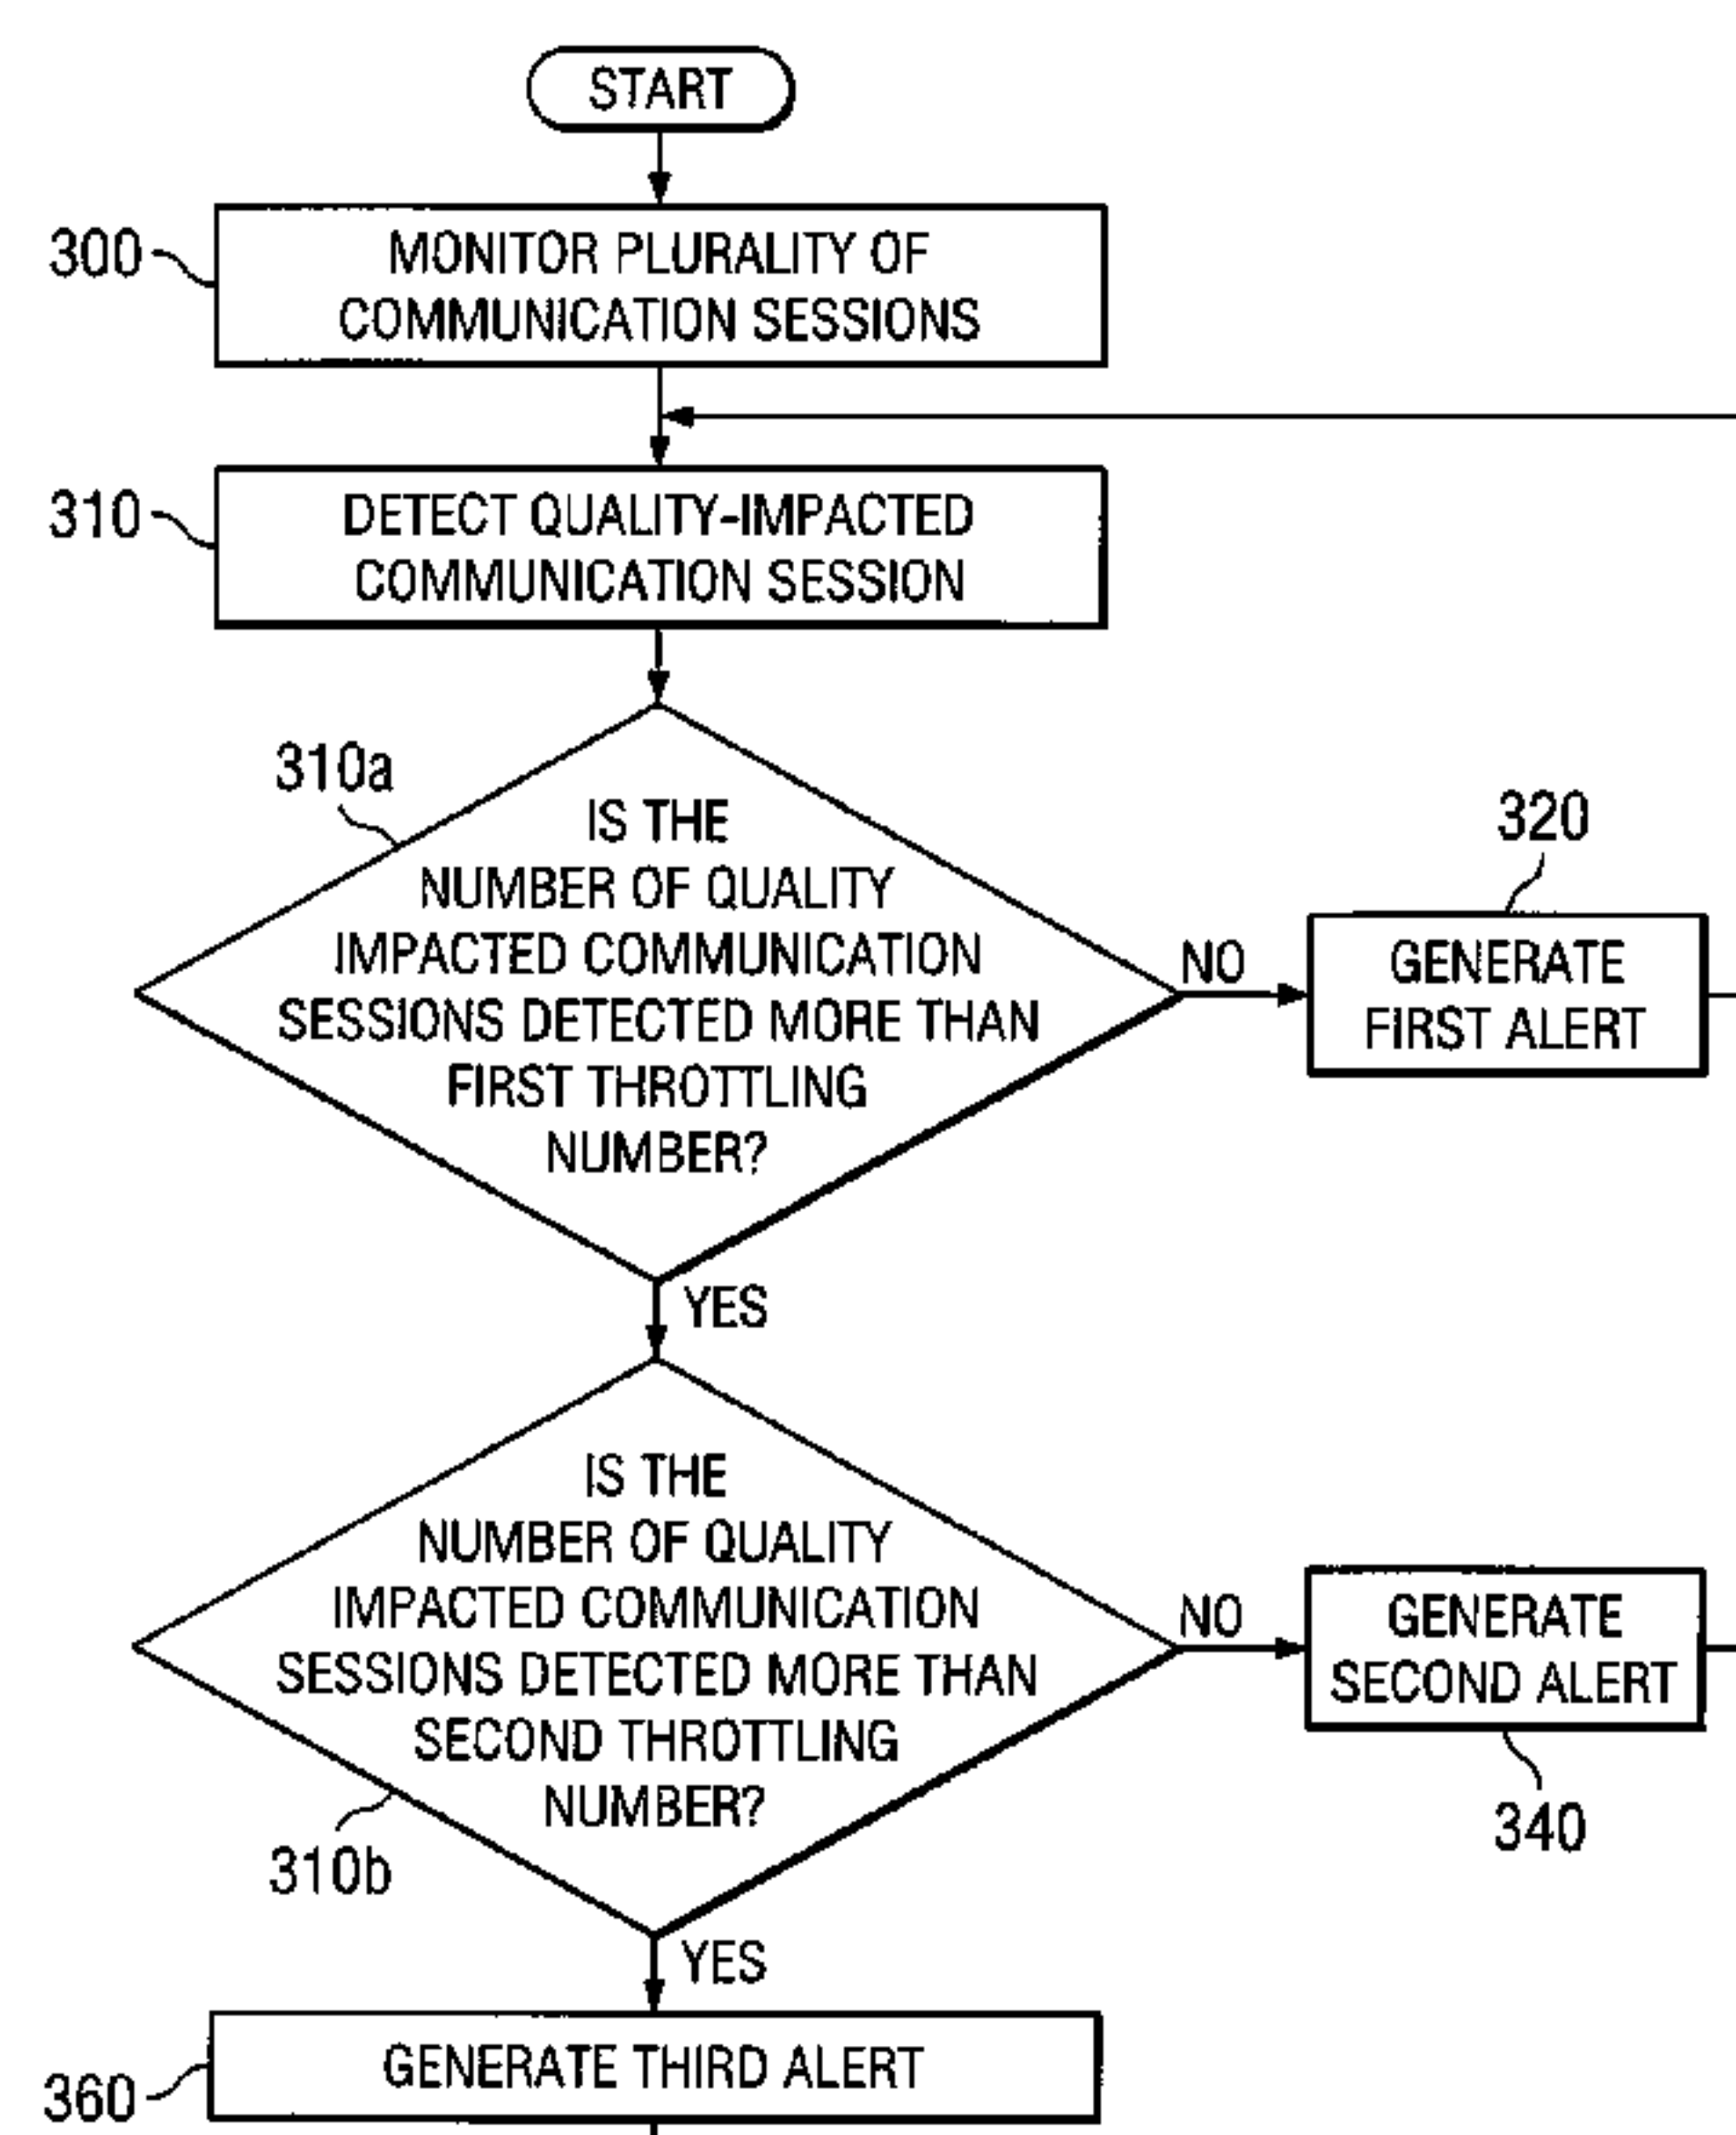 START
300
MONITOR PLURALITY OF
COMMUNICATION SESSIONS
310
DETECT QUALITY-IMPACTED
COMMUNICATION SESSION
310a
IS THE
NUMBER OF QUALITY
IMPACTED COMMUNICATION
SESSIONS DETECTED MORE THAN
FIRST THROTTLING
NUMBER?
NO
320
GENERATE
FIRST ALERT
YES
IS THE
NUMBER OF QUALITY
IMPACTED COMMUNICATION
SESSIONS DETECTED MORE THAN
SECOND THROTTLING
NUMBER?
310b
NO
GENERATE
SECOND ALERT
340
YES
360
GENERATE THIRD ALERT